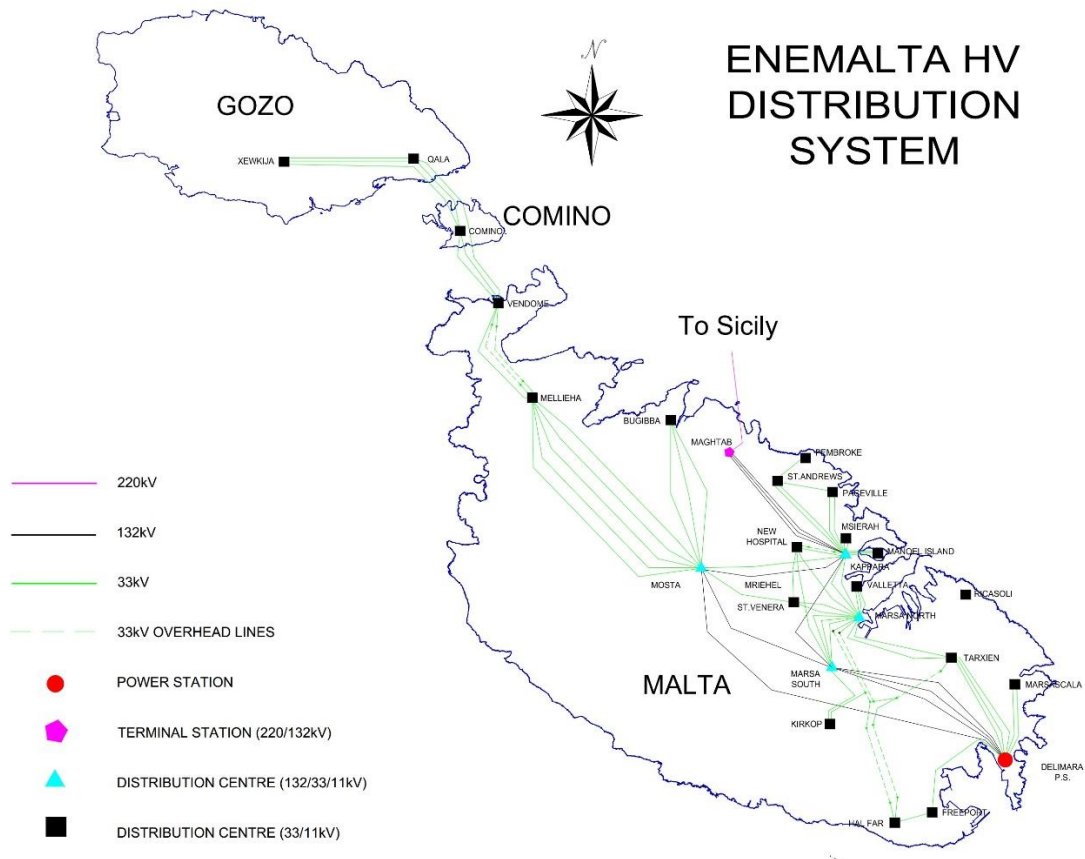 N
ENEMALTA HV
DISTRIBUTION
SYSTEM
GOZO
XEWKIJA
QALA
COMINO
COMINO
VENDOME
To Sicily
MELLIEHA
BUGIBBA
MAGHTAB
PEMBROKE
ST.ANDREWS
PACEVILLE
MSIERAH
NEW
HOSPITAL
MANOEL ISLAND
KAPPARA
MOSTA
MRIEHEL
VALLETTA
ST.VENERA
RICASOLI
MARSA NORTH
TARXIEN
MARSA
SOUTH
MALTA
MARSASCALA
KIRKOP
DELIMARA
P.S.
HAL FAR
FREEPORT
220kV
132kV
33kV
33kV OVERHEAD LINES
POWER STATION
TERMINAL STATION (220/132kV)
DISTRIBUTION CENTRE (132/33/11kV)
DISTRIBUTION CENTRE (33/11kV)